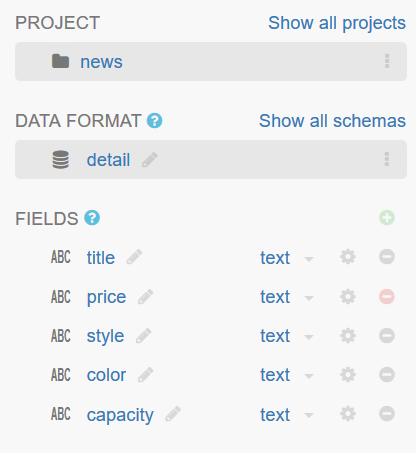 PROJECT Show all projects
news
DATA FORMAT ? Show all schemas
detail
FIELDS ?
ABC title text
ABC price text
ABC style text
ABC color text
ABC capacity text